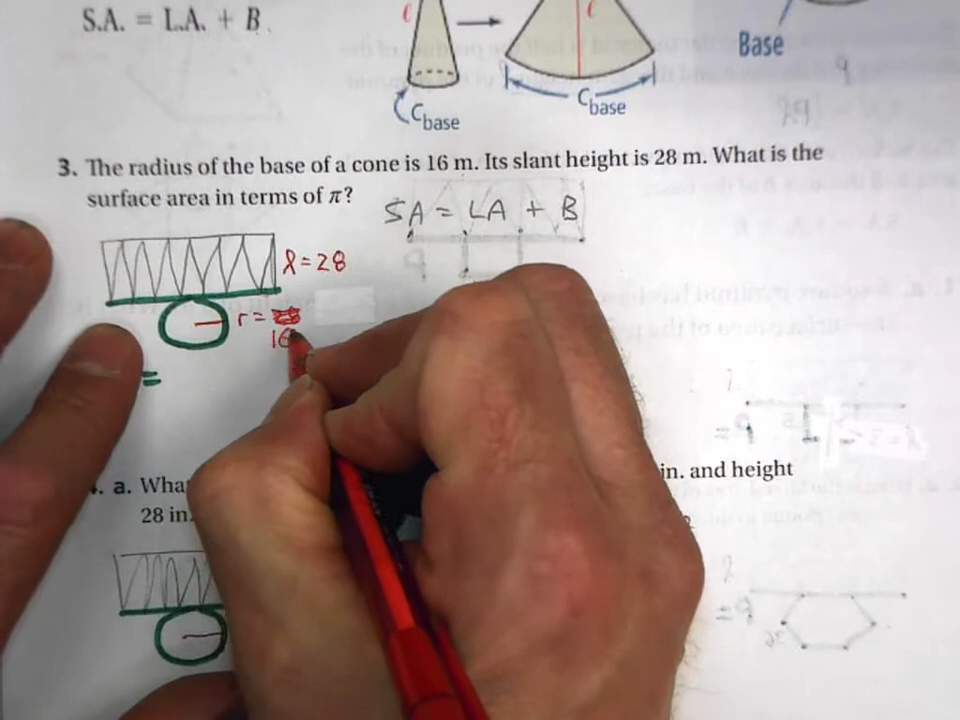 S.A. = L.A. + B.
ℓ
ℓ
Base
C base
C base
3. The radius of the base of a cone is 16 m. Its slant height is 28 m. What is the
surface area in terms of π?
SA = LA + B
ℓ = 28
r =
16
=
a. What
in. and height
28 in.